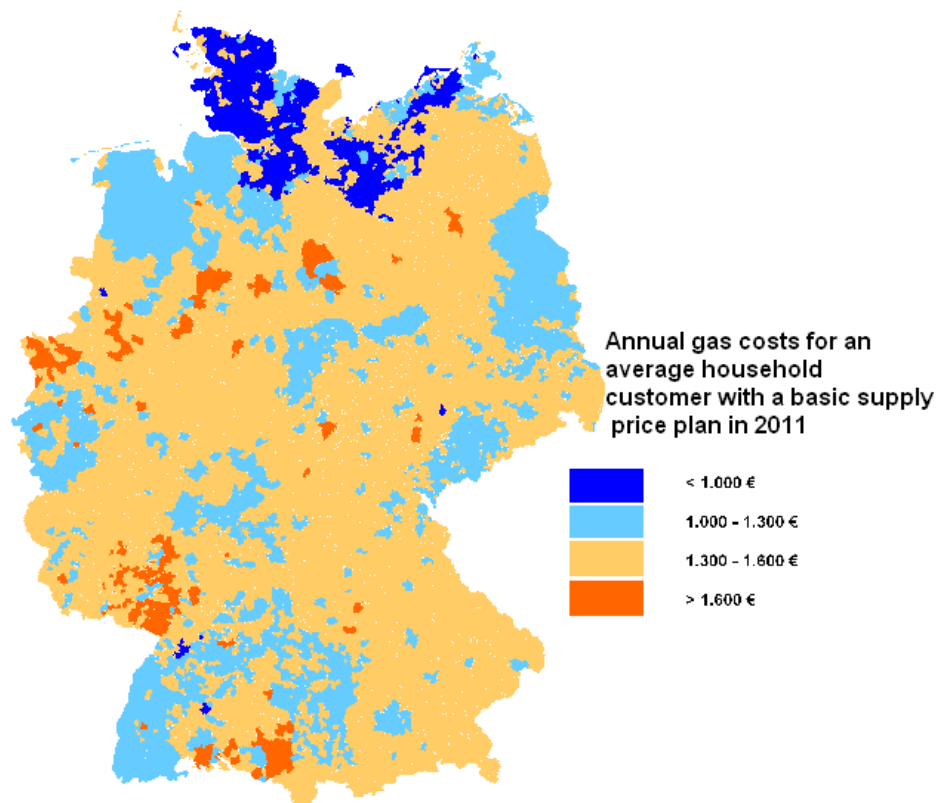 Annual gas costs for an
average household
customer with a basic supply
price plan in 2011
< 1.000 €
1.000 - 1.300 €
1.300 - 1.600 €
> 1.600 €